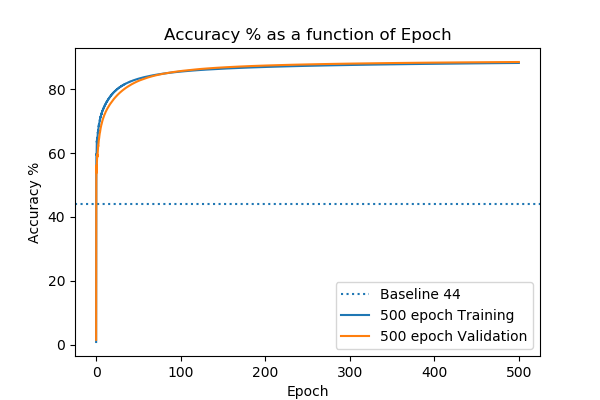 Accuracy % as a function of Epoch
Accuracy %
80
60
40
20
0
0 100 200 300 400 500
Epoch
Baseline 44
500 epoch Training
500 epoch Validation